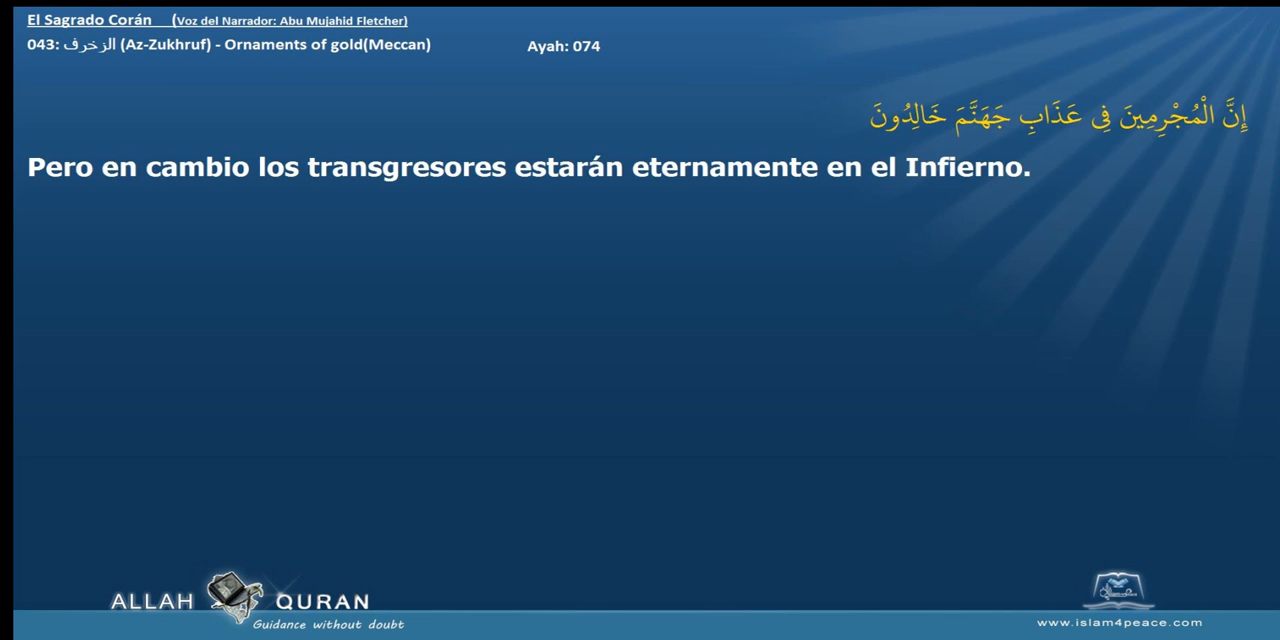 El Sagrado Corán (Voz del Narrador: Abu Mujahid Fletcher)
043: الزخرف (Az-Zukhruf) - Ornaments of gold(Meccan) Ayah: 074
إِنَّ الْمُجْرِمِينَ فِي عَذَابِ جَهَنَّمَ خَالِدُونَ
Pero en cambio los transgresores estarán eternamente en el Infierno.
ALLAH QURAN
Guidance without doubt
www.islam4peace.com